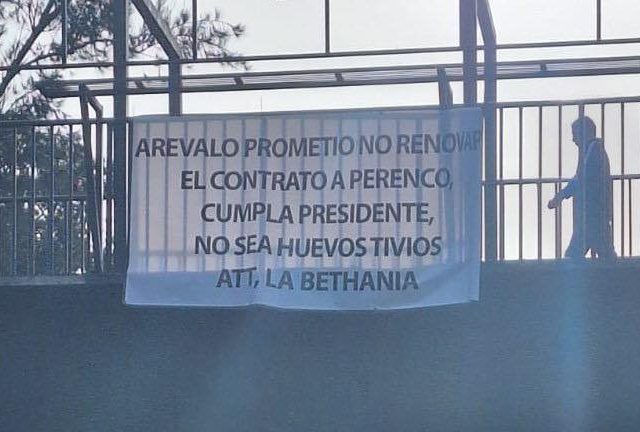 AREVALO PROMETIO NO RENOVAR
EL CONTRATO A PERENCO,
CUMPLA PRESIDENTE,
NO SEA HUEVOS TIVIOS
ATT, LA BETHANIA